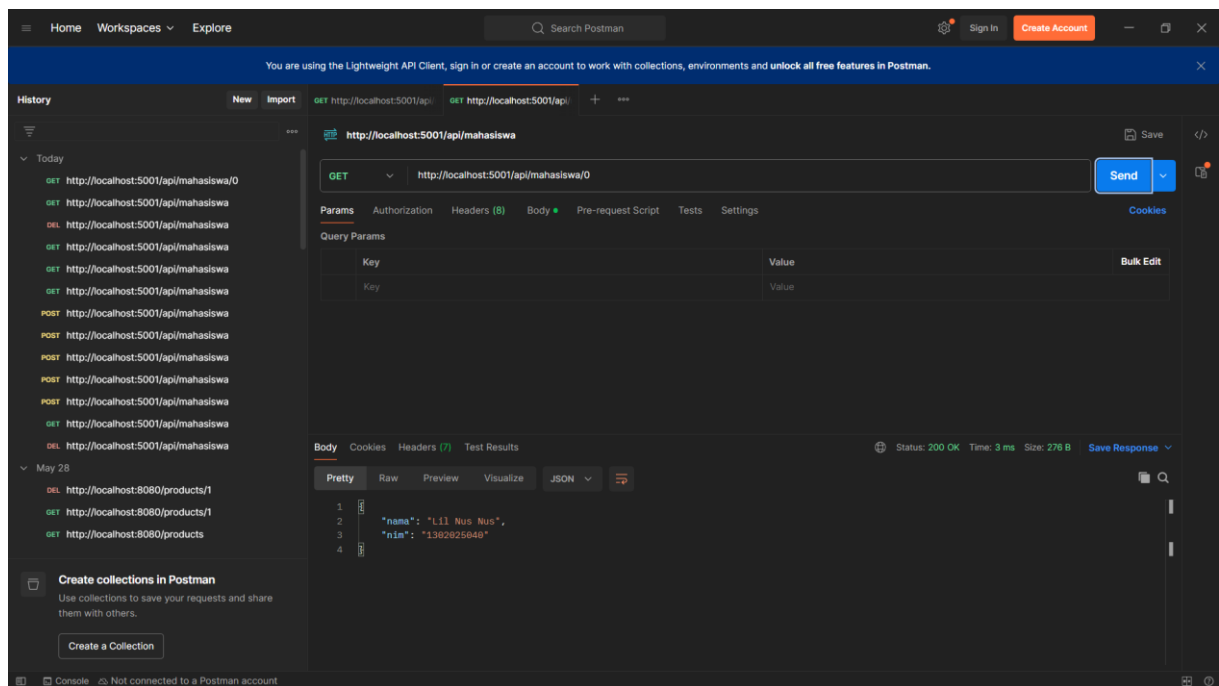 Home Workspaces Explore Search Postman Sign In Create Account
You are using the Lightweight API Client, sign in or create an account to work with collections, environments and unlock all free features in Postman.
History New Import
GET http://localhost:5001/api/ GET http://localhost:5001/api/
HTTP http://localhost:5001/api/mahasiswa Save
Today
GET http://localhost:5001/api/mahasiswa/0
GET http://localhost:5001/api/mahasiswa
DEL http://localhost:5001/api/mahasiswa
GET http://localhost:5001/api/mahasiswa
GET http://localhost:5001/api/mahasiswa
GET http://localhost:5001/api/mahasiswa
POST http://localhost:5001/api/mahasiswa
POST http://localhost:5001/api/mahasiswa
POST http://localhost:5001/api/mahasiswa
POST http://localhost:5001/api/mahasiswa
POST http://localhost:5001/api/mahasiswa
GET http://localhost:5001/api/mahasiswa
DEL http://localhost:5001/api/mahasiswa
May 28
DEL http://localhost:8080/products/1
GET http://localhost:8080/products/1
GET http://localhost:8080/products
Create collections in Postman
Use collections to save your requests and share
them with others.
Create a Collection
GET http://localhost:5001/api/mahasiswa/0 Send
Params Authorization Headers (8) Body Pre-request Script Tests Settings Cookies
Query Params
Key Value Bulk Edit
Key Value
Body Cookies Headers (7) Test Results Status: 200 OK Time: 3 ms Size: 276 B Save Response
Pretty Raw Preview Visualize JSON
1 {
2 "nama": "Lil Nus Nus",
3 "nim": "1302025040"
4 }
Console Not connected to a Postman account